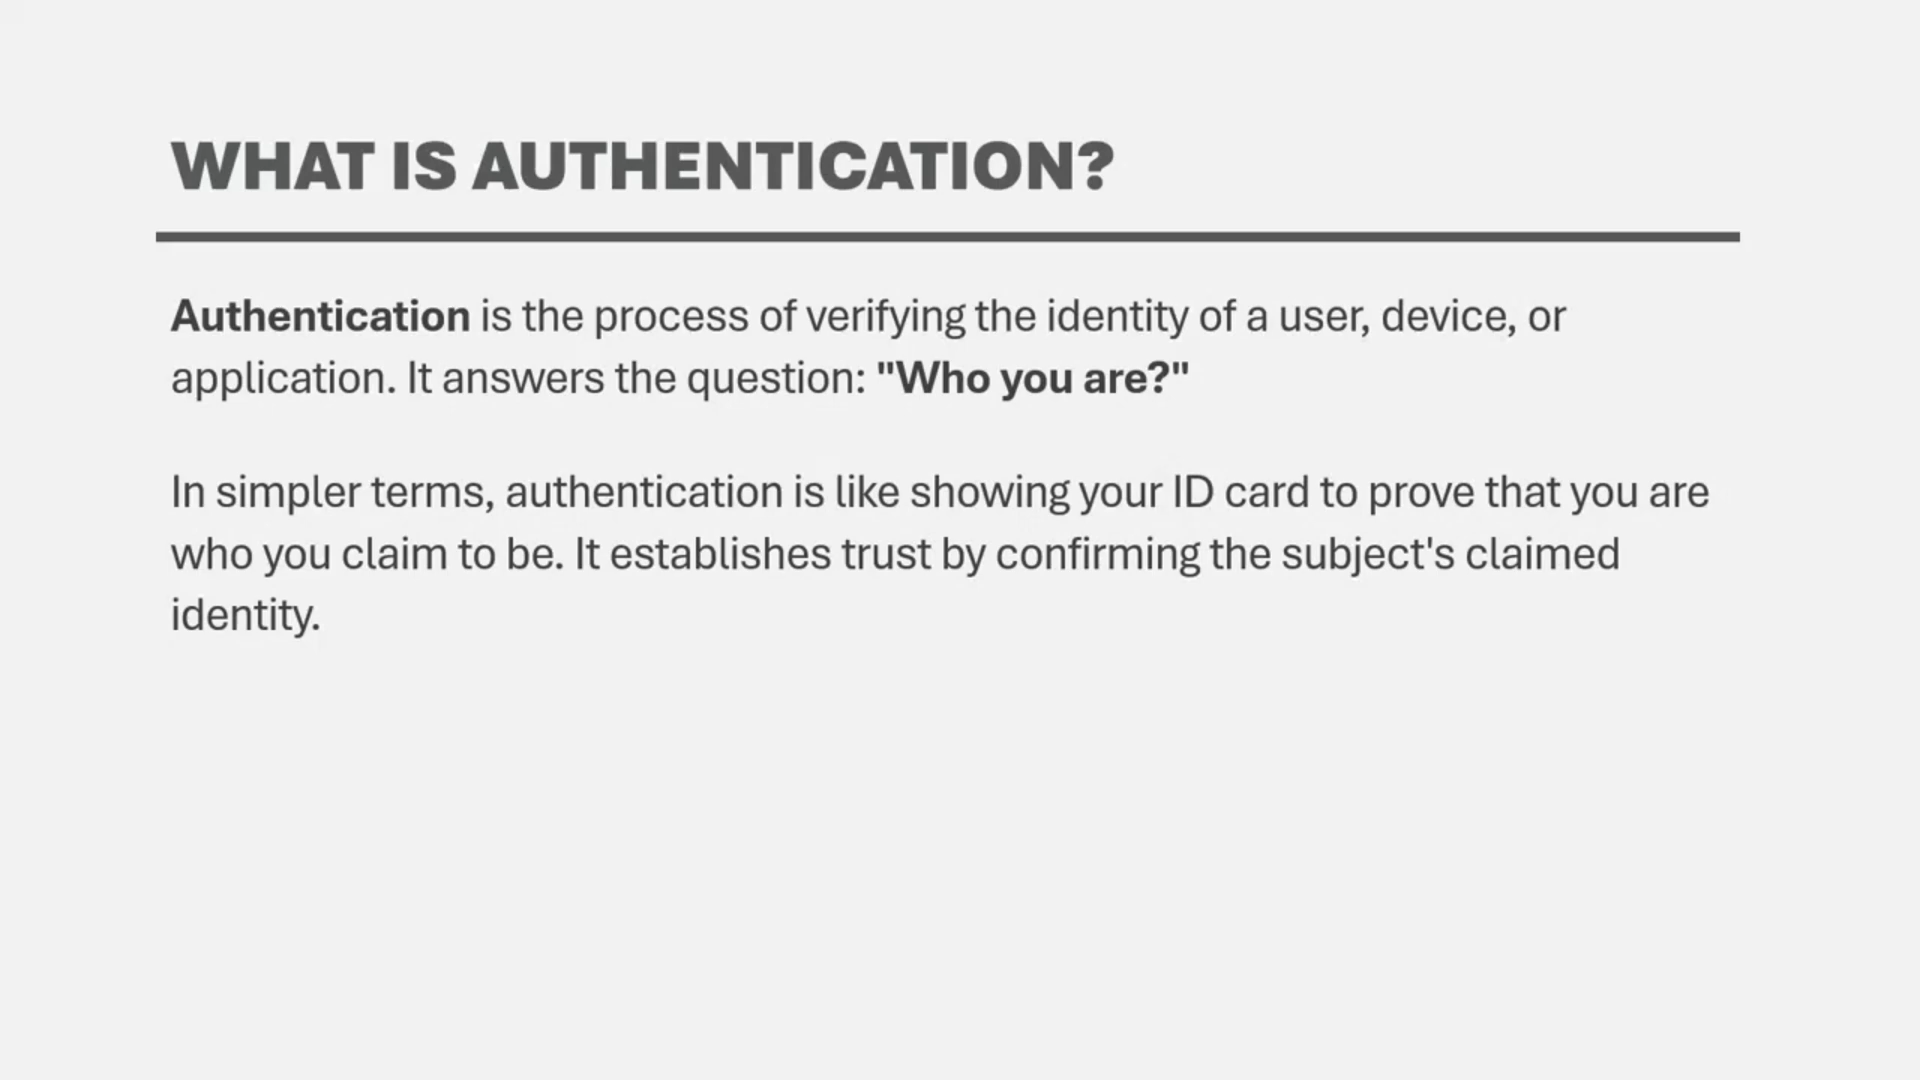 WHAT IS AUTHENTICATION?
Authentication is the process of verifying the identity of a user, device, or
application. It answers the question: "Who you are?"
In simpler terms, authentication is like showing your ID card to prove that you are
who you claim to be. It establishes trust by confirming the subject's claimed
identity.